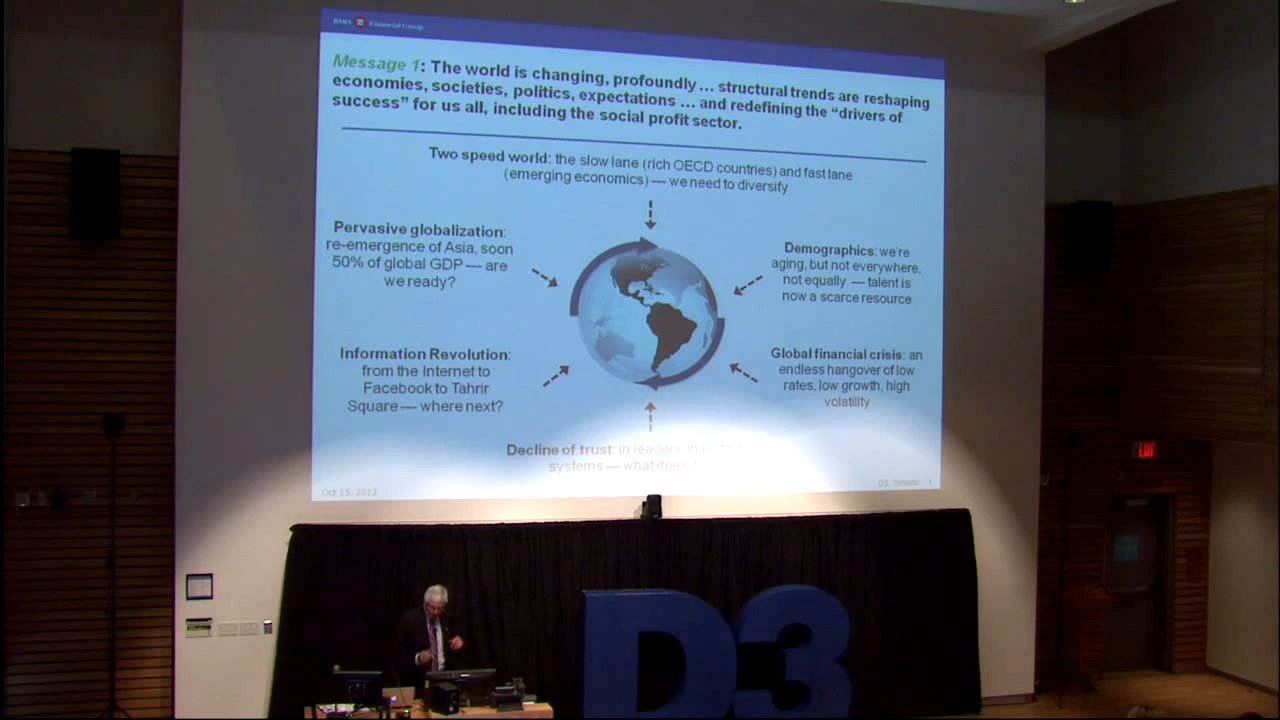 BMO Financial Group
Message 1: The world is changing, profoundly … structural trends are reshaping
economies, societies, politics, expectations … and redefining the “drivers of
success” for us all, including the social profit sector.
Two speed world: the slow lane (rich OECD countries) and fast lane
(emerging economics) — we need to diversify
Pervasive globalization:
re-emergence of Asia, soon
50% of global GDP — are
we ready?
Demographics: we're
aging, but not everywhere,
not equally — talent is
now a scarce resource
Information Revolution:
from the Internet to
Facebook to Tahrir
Square — where next?
Global financial crisis: an
endless hangover of low
rates, low growth, high
volatility
Decline of trust: in leaders, in
systems — what does
Oct 15, 2012
D3, Toronto 1
EXIT
D3